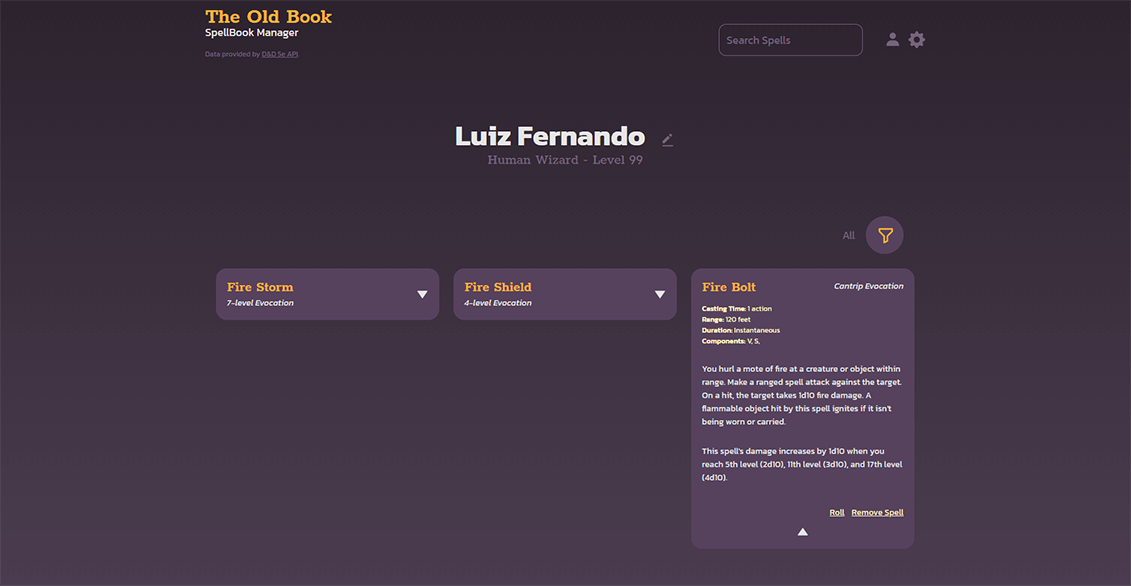 The Old Book
SpellBook Manager
Data provided by D&D 5e API.
Search Spells
Luiz Fernando
Human Wizard - Level 99
All
Fire Storm
7-level Evocation
Fire Shield
4-level Evocation
Fire Bolt
Cantrip Evocation
Casting Time: 1 action
Range: 120 feet
Duration: Instantaneous
Components: V, S,
You hurl a mote of fire at a creature or object within
range. Make a ranged spell attack against the target.
On a hit, the target takes 1d10 fire damage. A
flammable object hit by this spell ignites if it isn't
being worn or carried.
This spell's damage increases by 1d10 when you
reach 5th level (2d10), 11th level (3d10), and 17th level
(4d10).
Roll
Remove Spell